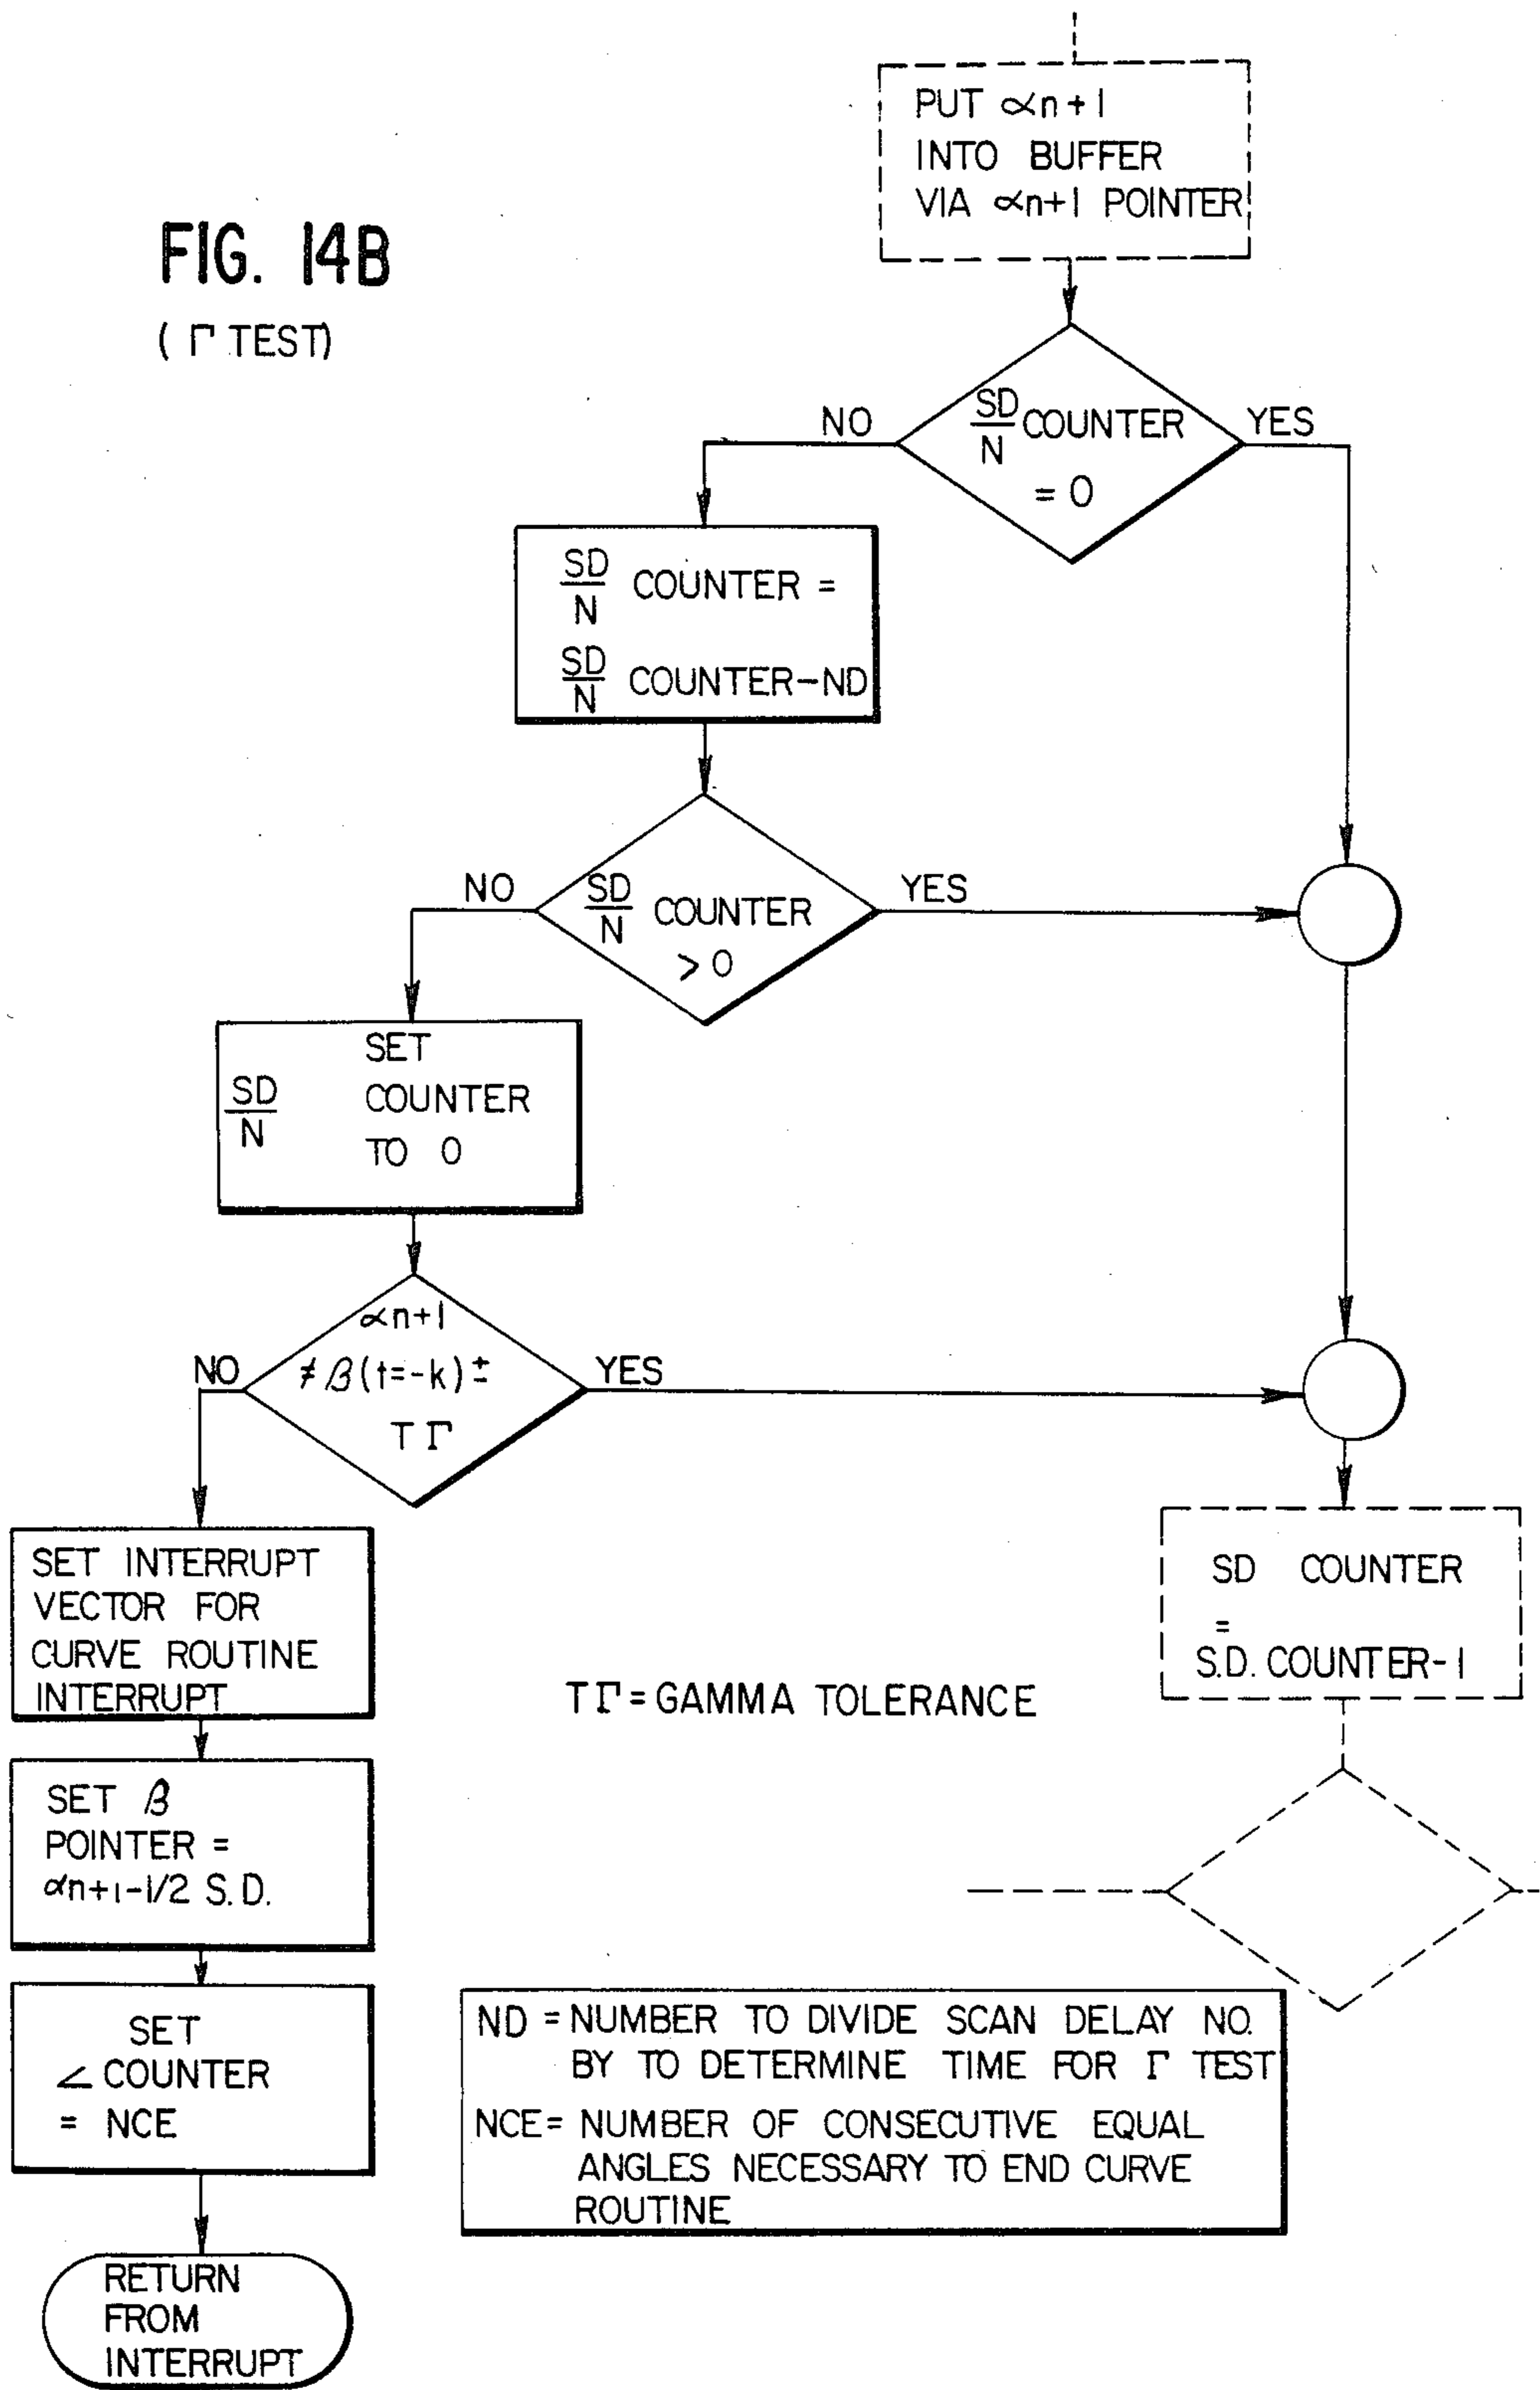 PUT ∝n+1
INTO BUFFER
VIA ∝n+1 POINTER
FIG. 14B
(Γ TEST)
SD/N COUNTER
= 0
NO
YES
SD/N COUNTER =
SD/N COUNTER-ND
SD/N COUNTER
> 0
NO
YES
SET
SD/N COUNTER
TO 0
∝n+1
≠ β(t=-k) ±
TΓ
NO
YES
SET INTERRUPT
VECTOR FOR
CURVE ROUTINE
INTERRUPT
SD COUNTER
=
S.D. COUNTER-1
TΓ = GAMMA TOLERANCE
SET β
POINTER =
∝n+1-1/2 S.D.
SET
∠ COUNTER
= NCE
ND = NUMBER TO DIVIDE SCAN DELAY NO.
BY TO DETERMINE TIME FOR Γ TEST
NCE = NUMBER OF CONSECUTIVE EQUAL
ANGLES NECESSARY TO END CURVE
ROUTINE
RETURN
FROM
INTERRUPT